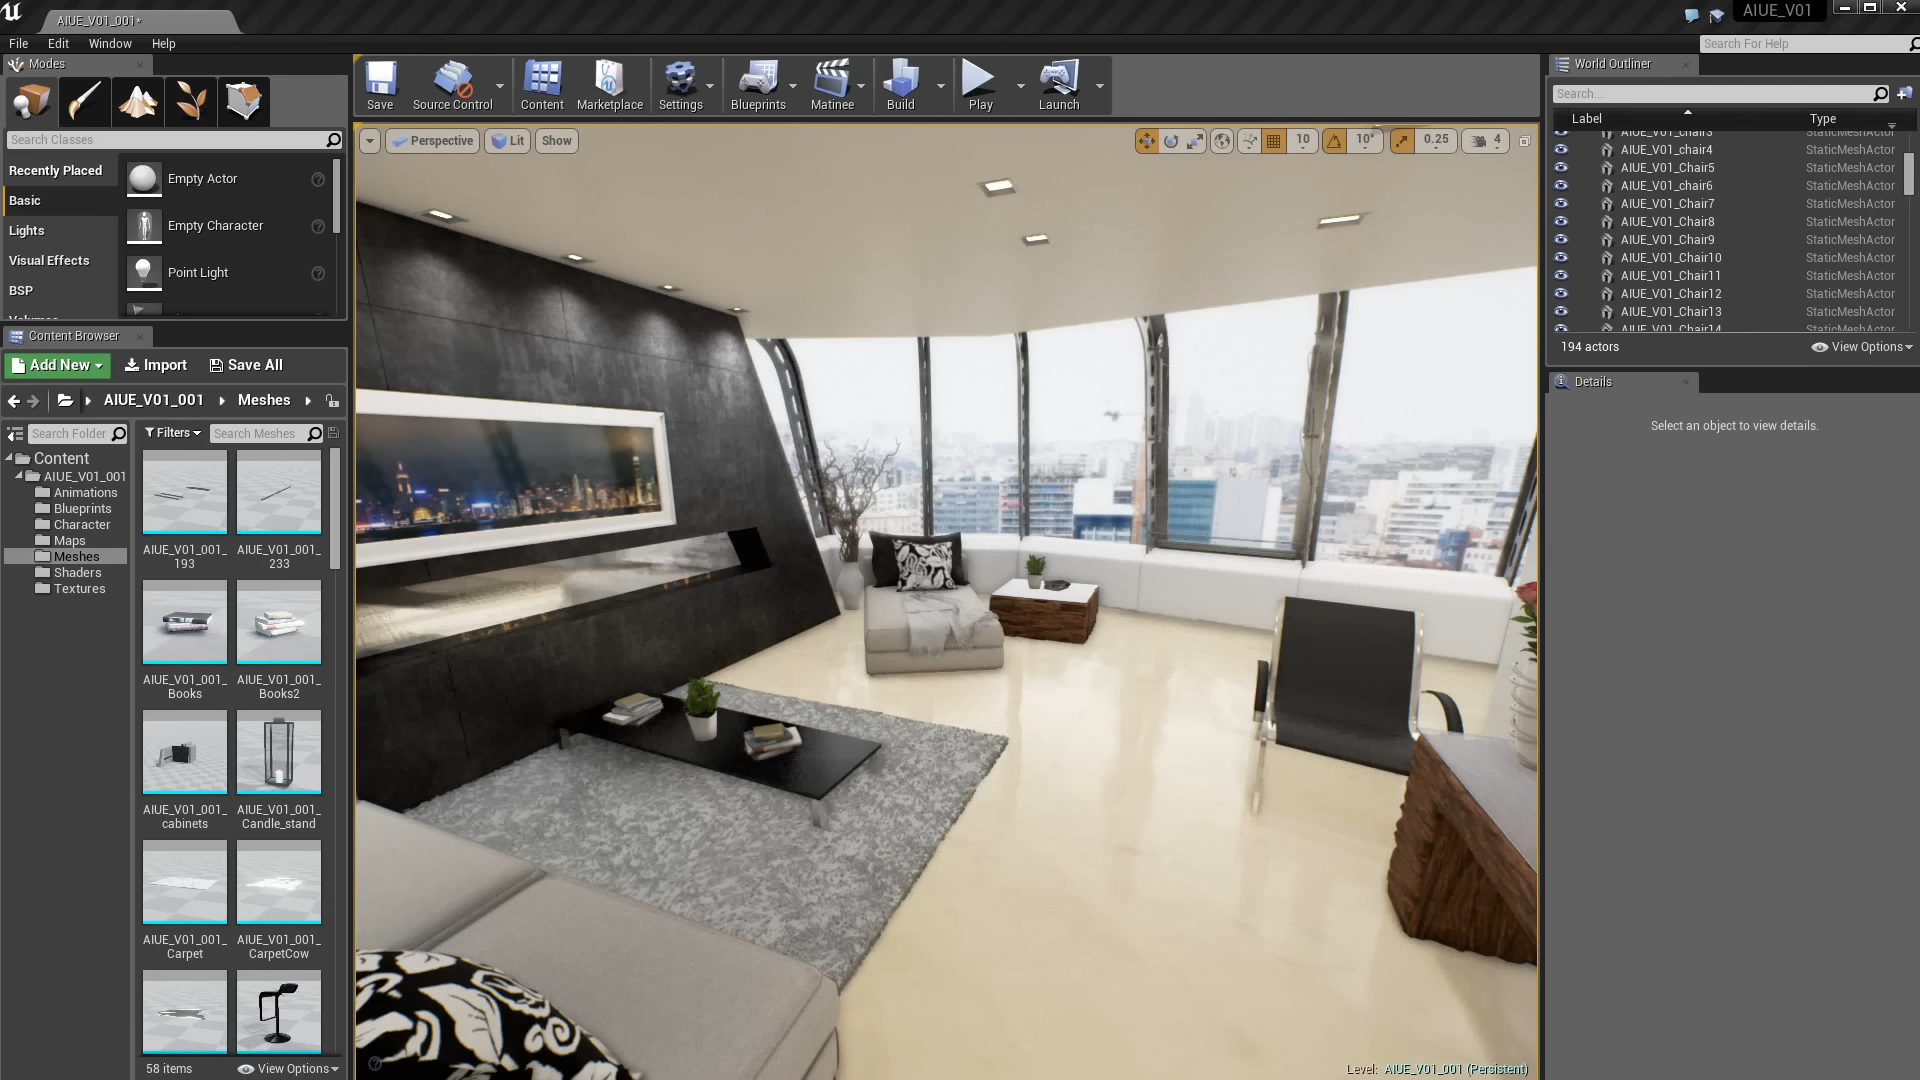 AIUE_V01_001*
AIUE_V01
File Edit Window Help
Search For Help
Modes
Search Classes
Recently Placed
Basic
Lights
Visual Effects
BSP
Volumes
Empty Actor
Empty Character
Point Light
Save
Source Control
Content
Marketplace
Settings
Blueprints
Matinee
Build
Play
Launch
Perspective
Lit
Show
10
10°
0.25
4
World Outliner
Search...
Label Type
AIUE_V01_chair3 StaticMeshActor
AIUE_V01_chair4 StaticMeshActor
AIUE_V01_Chair5 StaticMeshActor
AIUE_V01_chair6 StaticMeshActor
AIUE_V01_Chair7 StaticMeshActor
AIUE_V01_Chair8 StaticMeshActor
AIUE_V01_Chair9 StaticMeshActor
AIUE_V01_Chair10 StaticMeshActor
AIUE_V01_Chair11 StaticMeshActor
AIUE_V01_Chair12 StaticMeshActor
AIUE_V01_Chair13 StaticMeshActor
AIUE_V01_Chair14 StaticMeshActor
194 actors
View Options
Details
Select an object to view details.
Content Browser
Add New
Import
Save All
AIUE_V01_001
Meshes
Search Folder
Filters
Search Meshes
Content
AIUE_V01_001
Animations
Blueprints
Character
Maps
Meshes
Shaders
Textures
AIUE_V01_001_
193
AIUE_V01_001_
233
AIUE_V01_001_
Books
AIUE_V01_001_
Books2
AIUE_V01_001_
cabinets
AIUE_V01_001_
Candle_stand
AIUE_V01_001_
Carpet
AIUE_V01_001_
CarpetCow
58 items
View Options
Level: AIUE_V01_001 (Persistent)